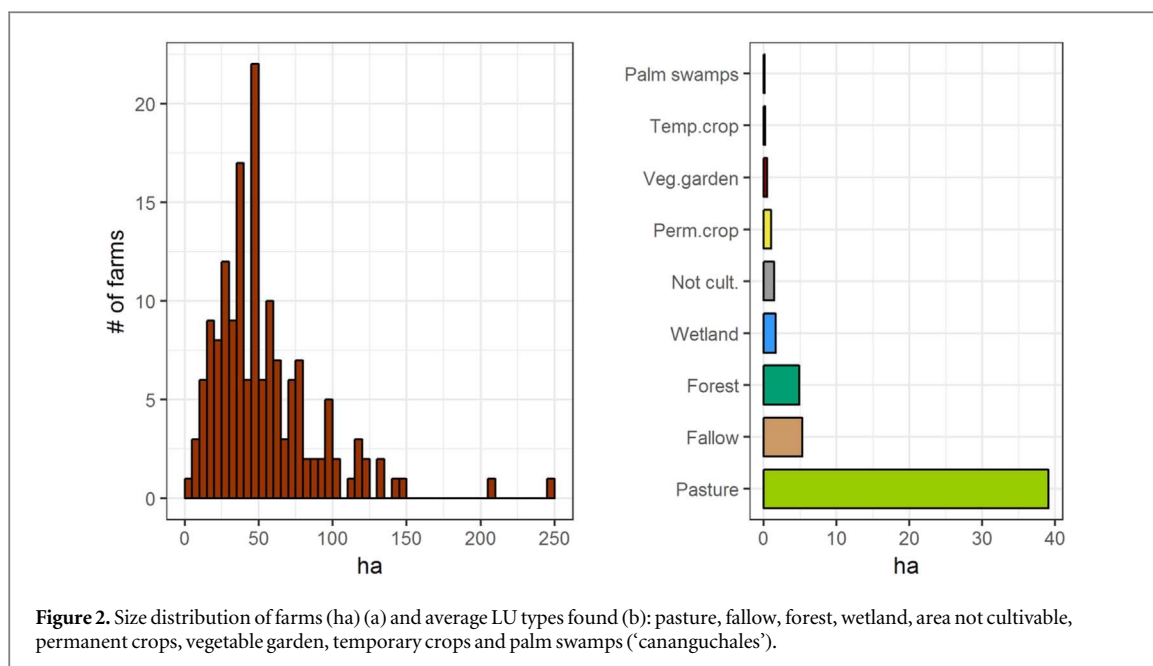 # of farms
20
15
10
5
0
0 50 100 150 200 250
ha
Palm swamps
Temp.crop
Veg.garden
Perm.crop
Not cult.
Wetland
Forest
Fallow
Pasture
0 10 20 30 40
ha
Figure 2. Size distribution of farms (ha) (a) and average LU types found (b): pasture, fallow, forest, wetland, area not cultivable,
permanent crops, vegetable garden, temporary crops and palm swamps (‘cananguchales’).